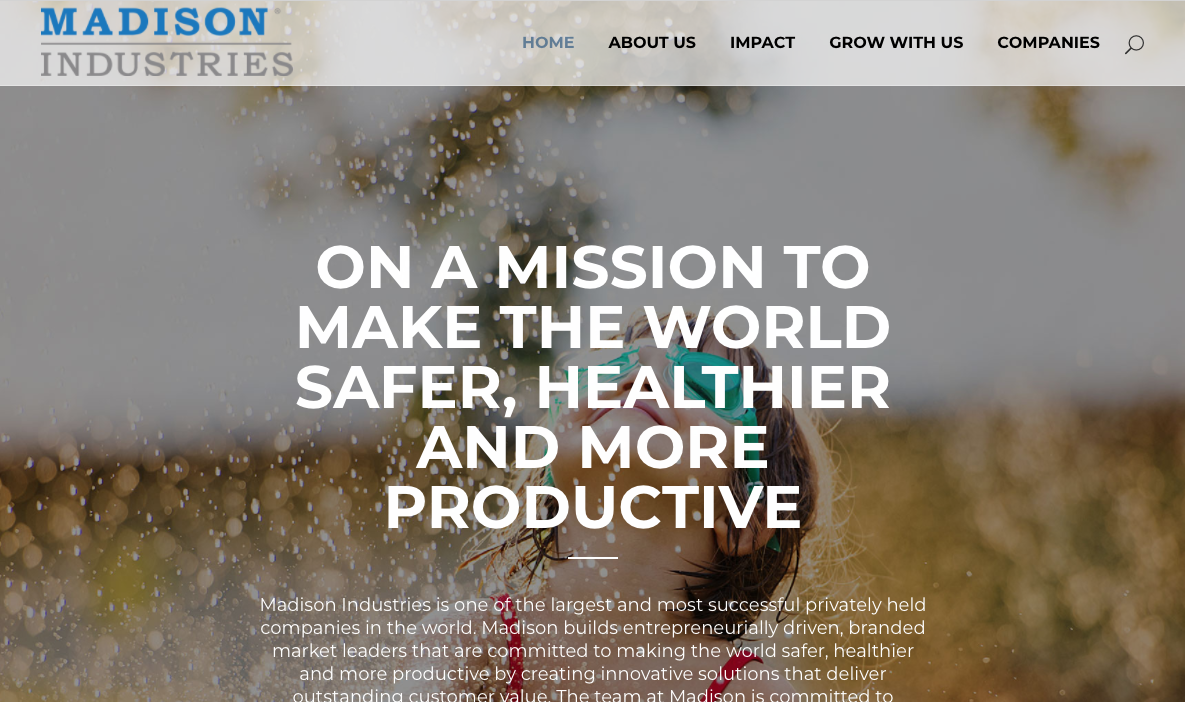 MADISON®
INDUSTRIES
HOME ABOUT US IMPACT GROW WITH US COMPANIES
ON A MISSION TO
MAKE THE WORLD
SAFER, HEALTHIER
AND MORE
PRODUCTIVE
Madison Industries is one of the largest and most successful privately held
companies in the world. Madison builds entrepreneurially driven, branded
market leaders that are committed to making the world safer, healthier
and more productive by creating innovative solutions that deliver
outstanding customer value. The team at Madison is committed to